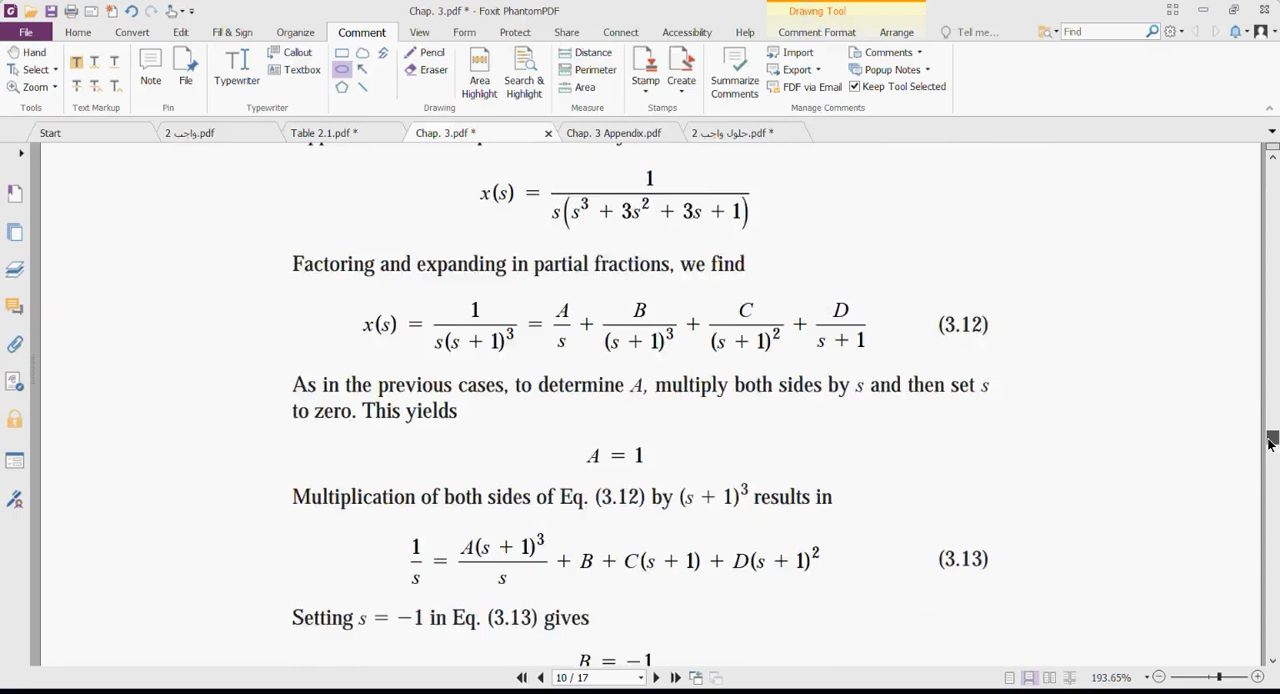 Chap. 3.pdf * - Foxit PhantomPDF
Drawing Tool
File Home Convert Edit Fill & Sign Organize Comment View Form Protect Share Connect Accessibility Help Comment Format Arrange Tell me... Find
Hand
Select
Zoom
Tools
T T T
T T T
Text Markup
Note File
Pin
Typewriter
Callout
Textbox
Typewriter
Pencil
Eraser
Drawing
Area Highlight
Search & Highlight
Distance
Perimeter
Area
Measure
Stamp Create
Stamps
Summarize Comments
Import
Export
FDF via Email
Comments
Popup Notes
Keep Tool Selected
Manage Comments
Start واجب 2.pdf Table 2.1.pdf * Chap. 3.pdf * Chap. 3 Appendix.pdf حلول واجب 2.pdf *
x(s) = 1 / s(s³ + 3s² + 3s + 1)
Factoring and expanding in partial fractions, we find
x(s) = 1 / s(s + 1)³ = A / s + B / (s + 1)³ + C / (s + 1)² + D / s + 1 (3.12)
As in the previous cases, to determine A, multiply both sides by s and then set s
to zero. This yields
A = 1
Multiplication of both sides of Eq. (3.12) by (s + 1)³ results in
1 / s = A(s + 1)³ / s + B + C(s + 1) + D(s + 1)² (3.13)
Setting s = −1 in Eq. (3.13) gives
B = −1
10 / 17
193.65%